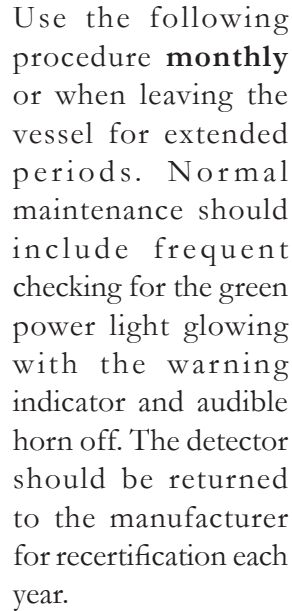 Use the following
procedure monthly
or when leaving the
vessel for extended
periods. Normal
maintenance should
include frequent
checking for the green
power light glowing
with the warning
indicator and audible
horn off. The detector
should be returned
to the manufacturer
for recertification each
year.